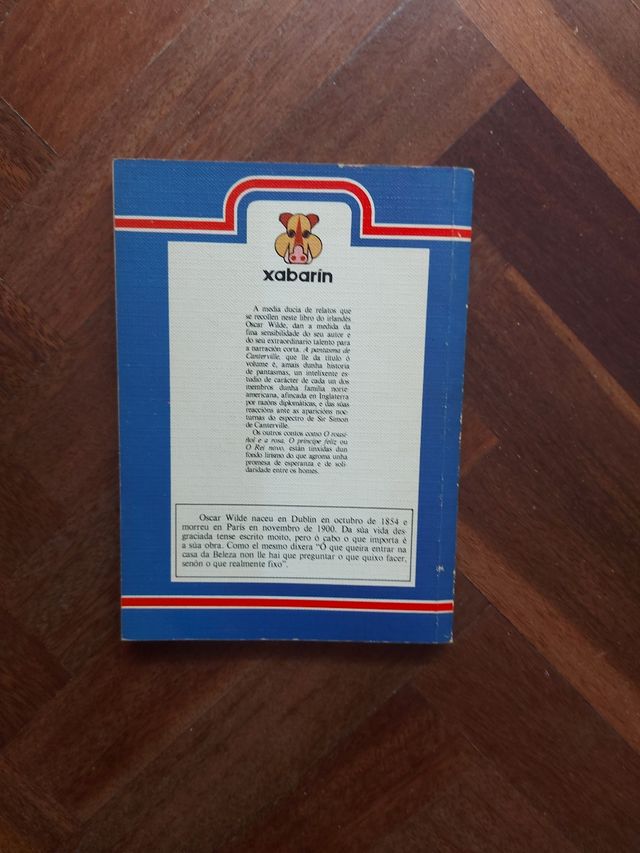 xabarín
A media ducia de relatos que
se recollen neste libro do irlandés
Oscar Wilde, dan a medida da
fina sensibilidade do seu autor e
do seu extraordinario talento para
a narración corta. A pantasma de
Canterville, que lle da título ó
volume é, amais dunha historia
de pantasmas, un intelixente es-
tudio de carácter de cada un dos
membros dunha familia norte-
americana, afincada en Inglaterra
por razóns diplomáticas, e das súas
reaccións ante as aparicións noc-
turnas do espectro de Sir Simon
de Canterville.
Os outros contos como O rousi-
ñol e a rosa, O príncipe feliz ou
O Rei novo, están tinxidas dun
fondo lirismo do que agroma unha
promesa de esperanza e de soli-
daridade entre os homes.
Oscar Wilde naceu en Dublin en octubro de 1854 e
morreu en París en novembro de 1900. Da súa vida des-
graciada tense escrito moito, pero ó cabo o que importa é
a súa obra. Como el mesmo dixera "Ó que queira entrar na
casa da Beleza non lle hai que preguntar o que quixo facer,
senón o que realmente fixo".